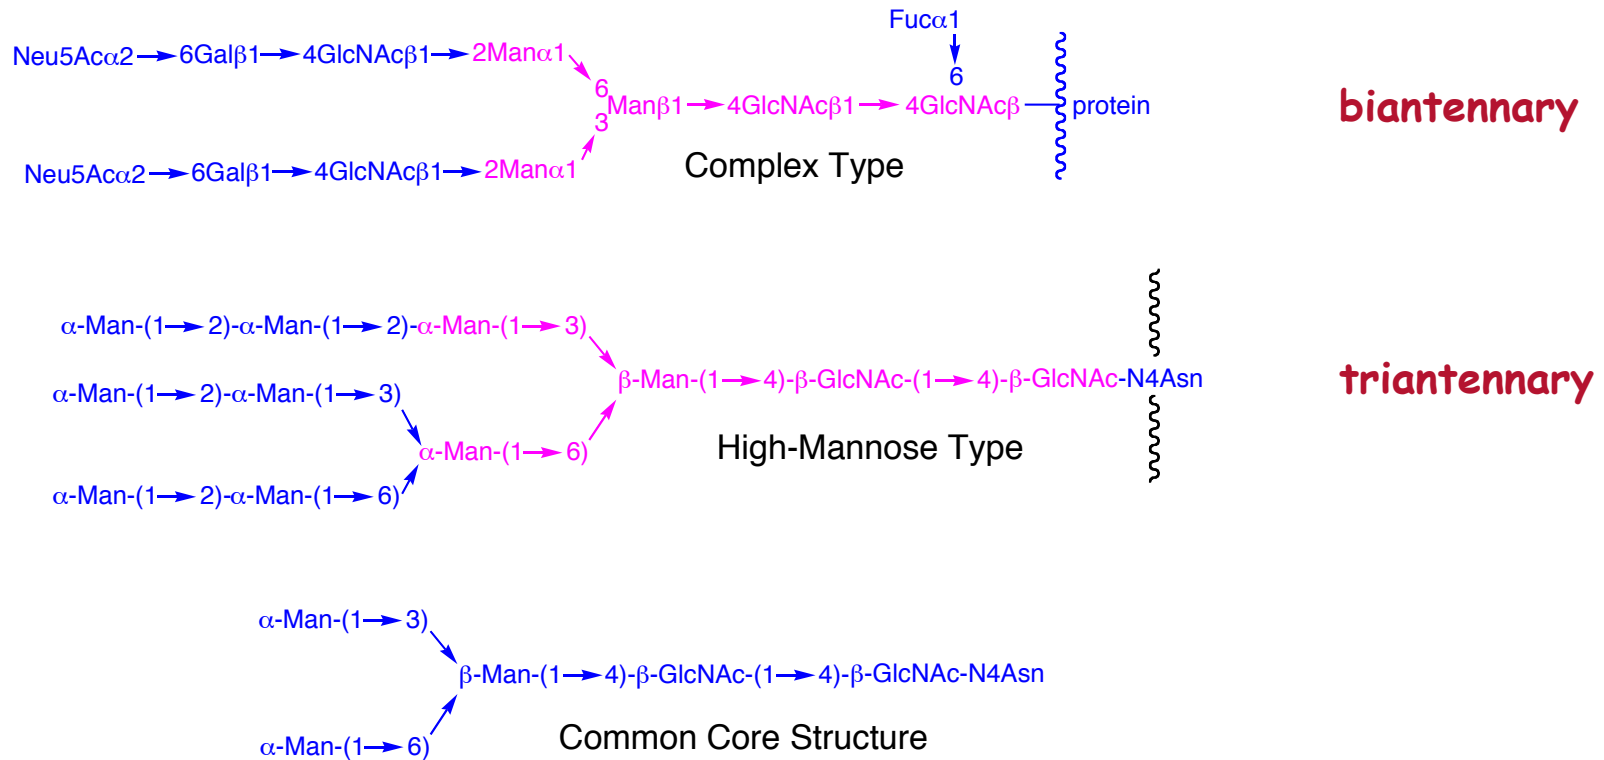 Fucα1
Neu5Acα2→6Galβ1→4GlcNAcβ1→2Manα1
6
6
Manβ1→4GlcNAcβ1→4GlcNAcβ—protein
biantennary
3
Neu5Acα2→6Galβ1→4GlcNAcβ1→2Manα1
Complex Type
α-Man-(1→2)-α-Man-(1→2)-α-Man-(1→3)
β-Man-(1→4)-β-GlcNAc-(1→4)-β-GlcNAc-N4Asn
triantennary
α-Man-(1→2)-α-Man-(1→3)
α-Man-(1→6)
High-Mannose Type
α-Man-(1→2)-α-Man-(1→6)
α-Man-(1→3)
β-Man-(1→4)-β-GlcNAc-(1→4)-β-GlcNAc-N4Asn
α-Man-(1→6)
Common Core Structure